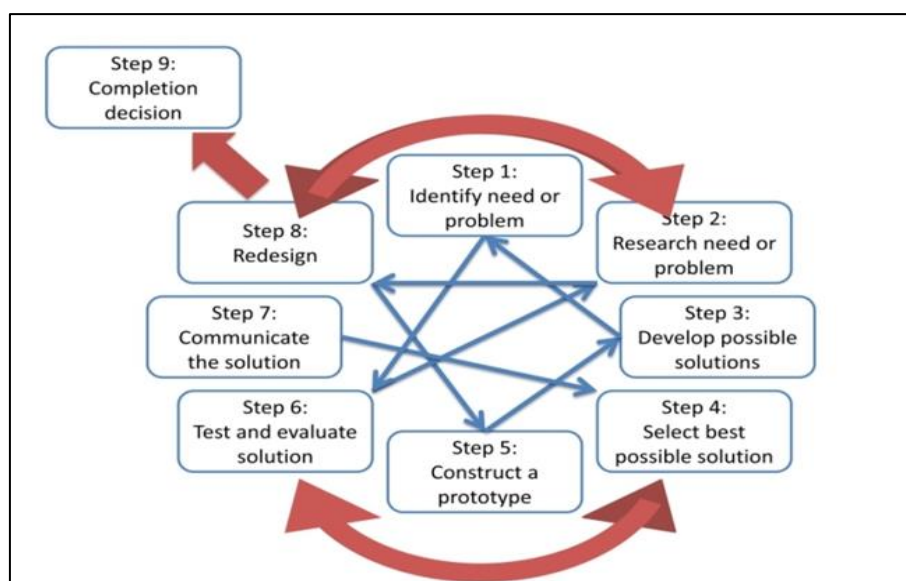 Step 9:
Completion
decision
Step 1:
Identify need or
problem
Step 2:
Research need or
problem
Step 3:
Develop possible
solutions
Step 4:
Select best
possible solution
Step 5:
Construct a
prototype
Step 6:
Test and evaluate
solution
Step 7:
Communicate
the solution
Step 8:
Redesign